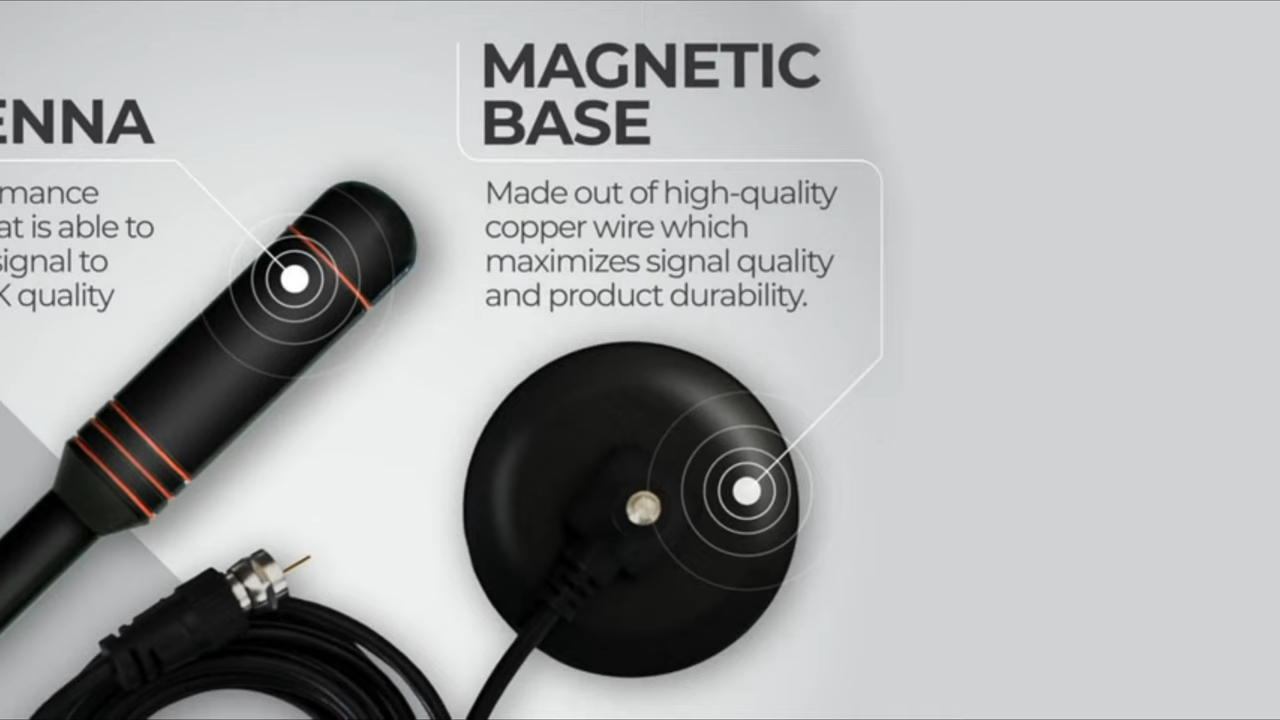 ENNA
mance
at is able to
signal to
K quality
MAGNETIC
BASE
Made out of high-quality
copper wire which
maximizes signal quality
and product durability.